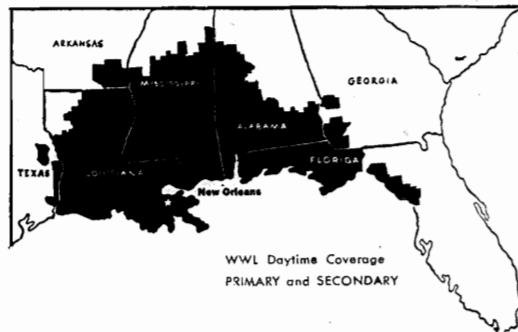 ARKANSAS
MISSISSIPPI
GEORGIA
ALABAMA
TEXAS
LOUISIANA
FLORIDA
New Orleans
WWL Daytime Coverage
PRIMARY and SECONDARY